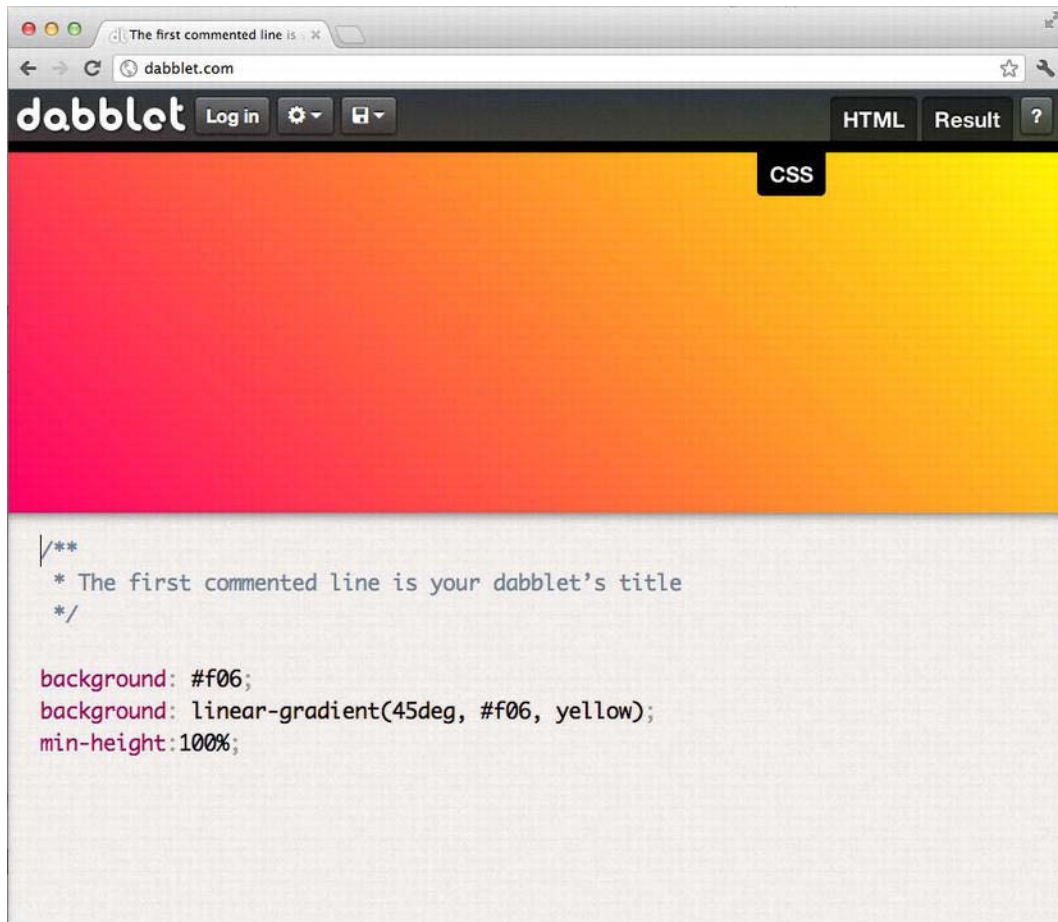 The first commented line is
dabblet.com
dabblet Log in HTML Result ?
CSS
/**
 * The first commented line is your dabblet’s title
 */
background: #f06;
background: linear-gradient(45deg, #f06, yellow);
min-height:100%;